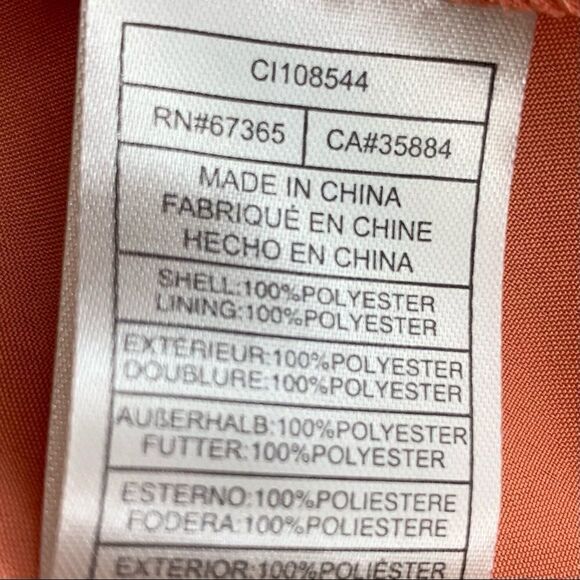 CI108544
RN#67365 CA#35884
MADE IN CHINA
FABRIQUÉ EN CHINE
HECHO EN CHINA
SHELL:100%POLYESTER
LINING:100%POLYESTER
EXTÉRIEUR:100%POLYESTER
DOUBLURE:100%POLYESTER
AUßERHALB:100%POLYESTER
FUTTER:100%POLYESTER
ESTERNO:100%POLIESTERE
FODERA:100%POLIESTERE
EXTERIOR:100%POLIÉSTER